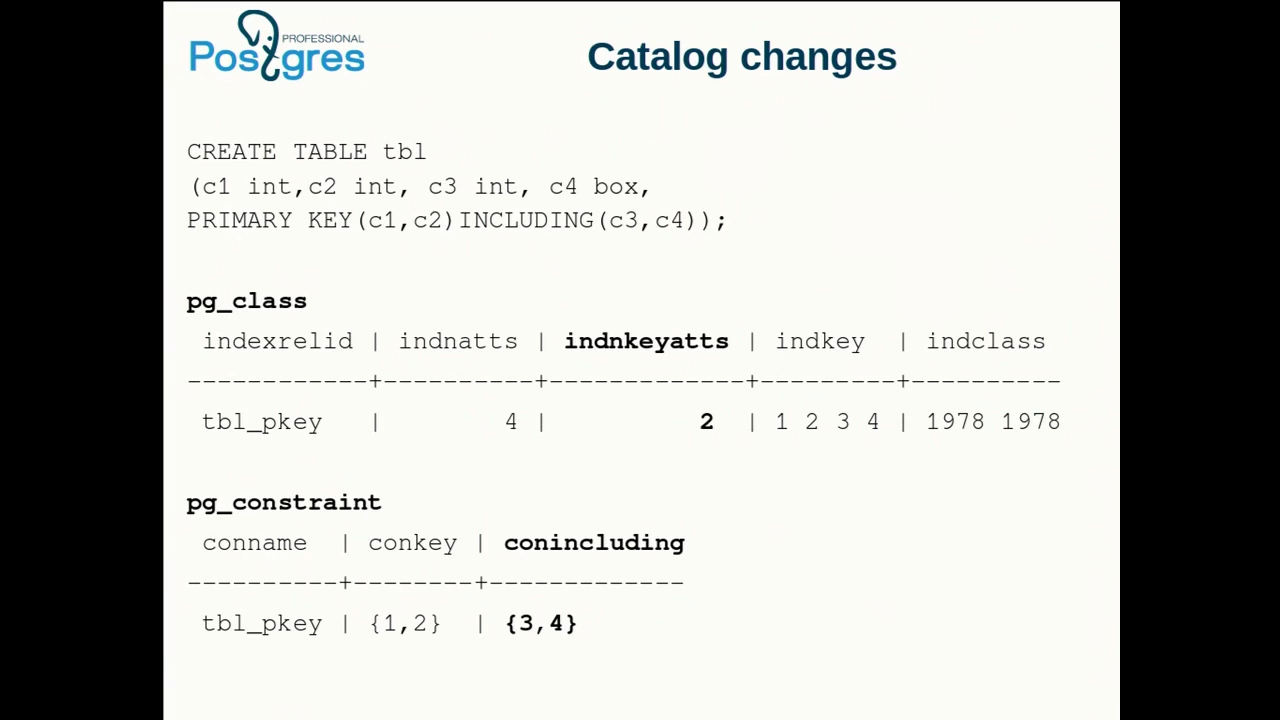 PROFESSIONAL
Postgres
Catalog changes
CREATE TABLE tbl
(c1 int,c2 int, c3 int, c4 box,
PRIMARY KEY(c1,c2)INCLUDING(c3,c4));
pg_class
indexrelid | indnatts | indnkeyatts | indkey | indclass
------------+----------+-------------+---------+----------
tbl_pkey | 4 | 2 | 1 2 3 4 | 1978 1978
pg_constraint
conname | conkey | conincluding
----------+--------+-------------
tbl_pkey | {1,2} | {3,4}